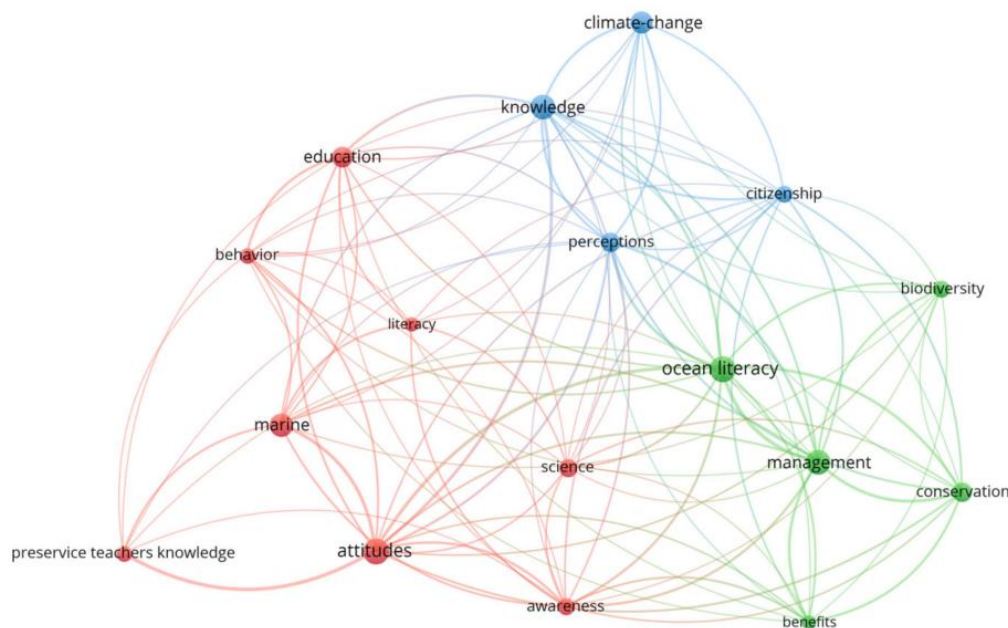 climate-change
knowledge
education
citizenship
perceptions
behavior
biodiversity
literacy
ocean literacy
marine
management
science
conservation
attitudes
preservice teachers knowledge
awareness
benefits